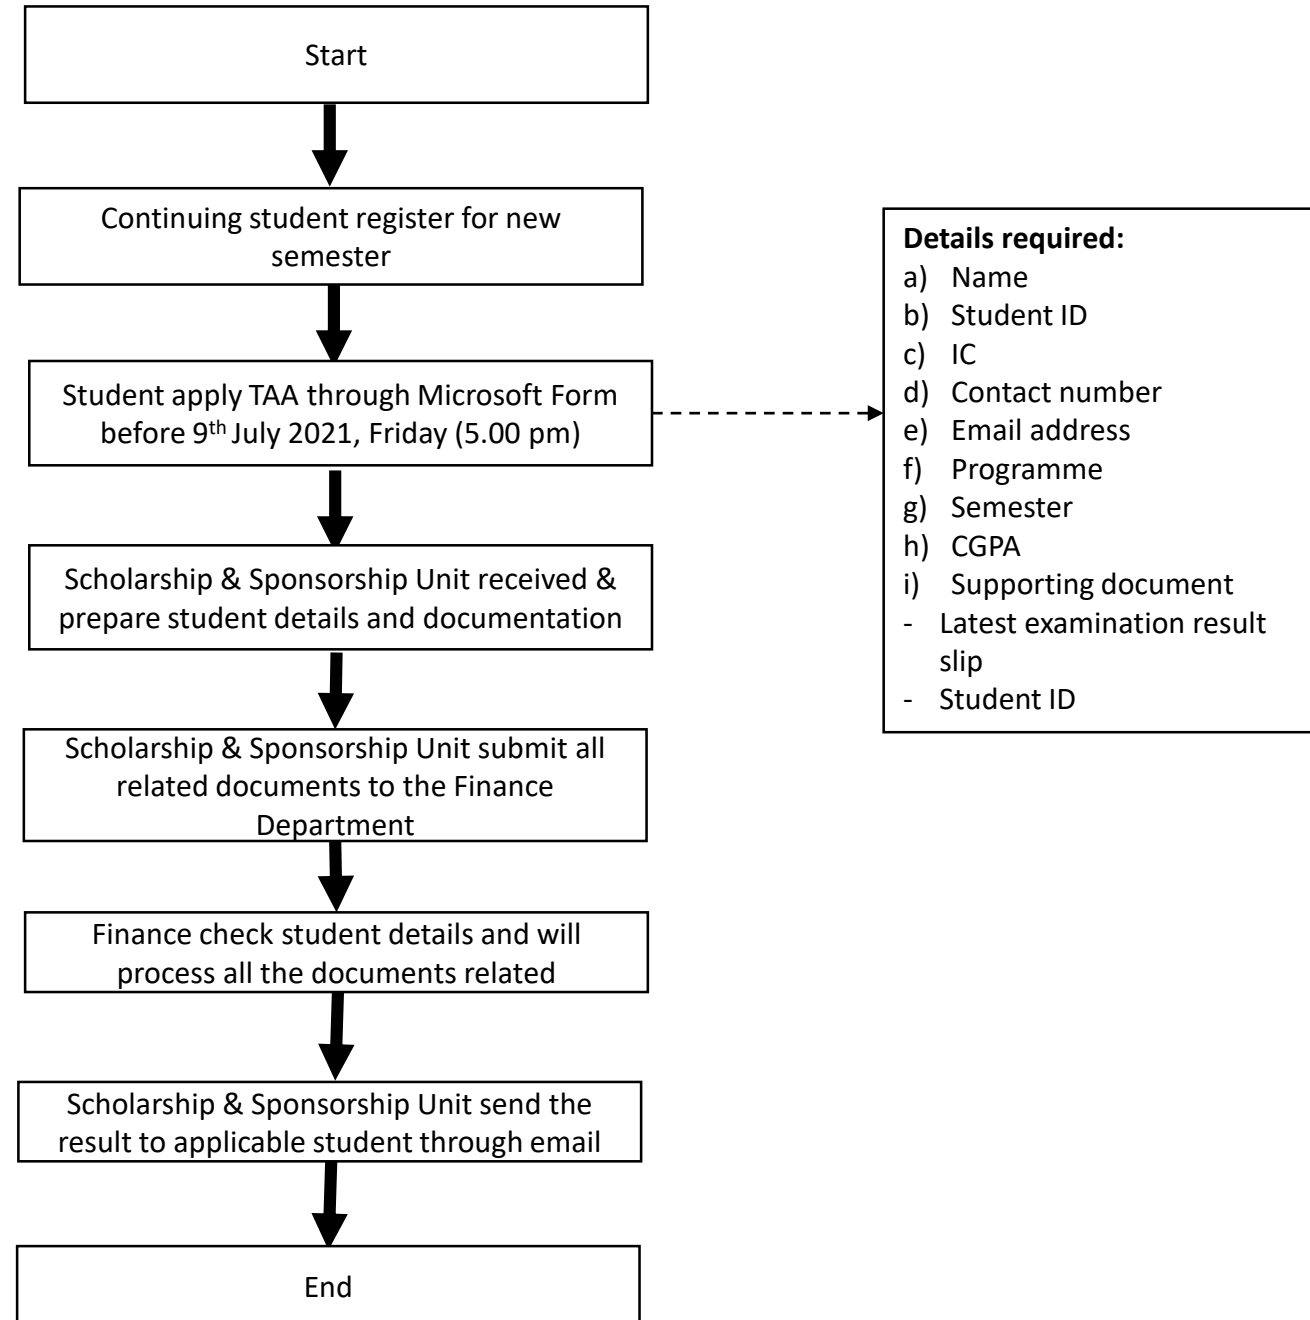 Start
Continuing student register for new
semester
Student apply TAA through Microsoft Form
before 9th July 2021, Friday (5.00 pm)
Details required:
a) Name
b) Student ID
c) IC
d) Contact number
e) Email address
f) Programme
g) Semester
h) CGPA
i) Supporting document
- Latest examination result
slip
- Student ID
Scholarship & Sponsorship Unit received &
prepare student details and documentation
Scholarship & Sponsorship Unit submit all
related documents to the Finance
Department
Finance check student details and will
process all the documents related
Scholarship & Sponsorship Unit send the
result to applicable student through email
End